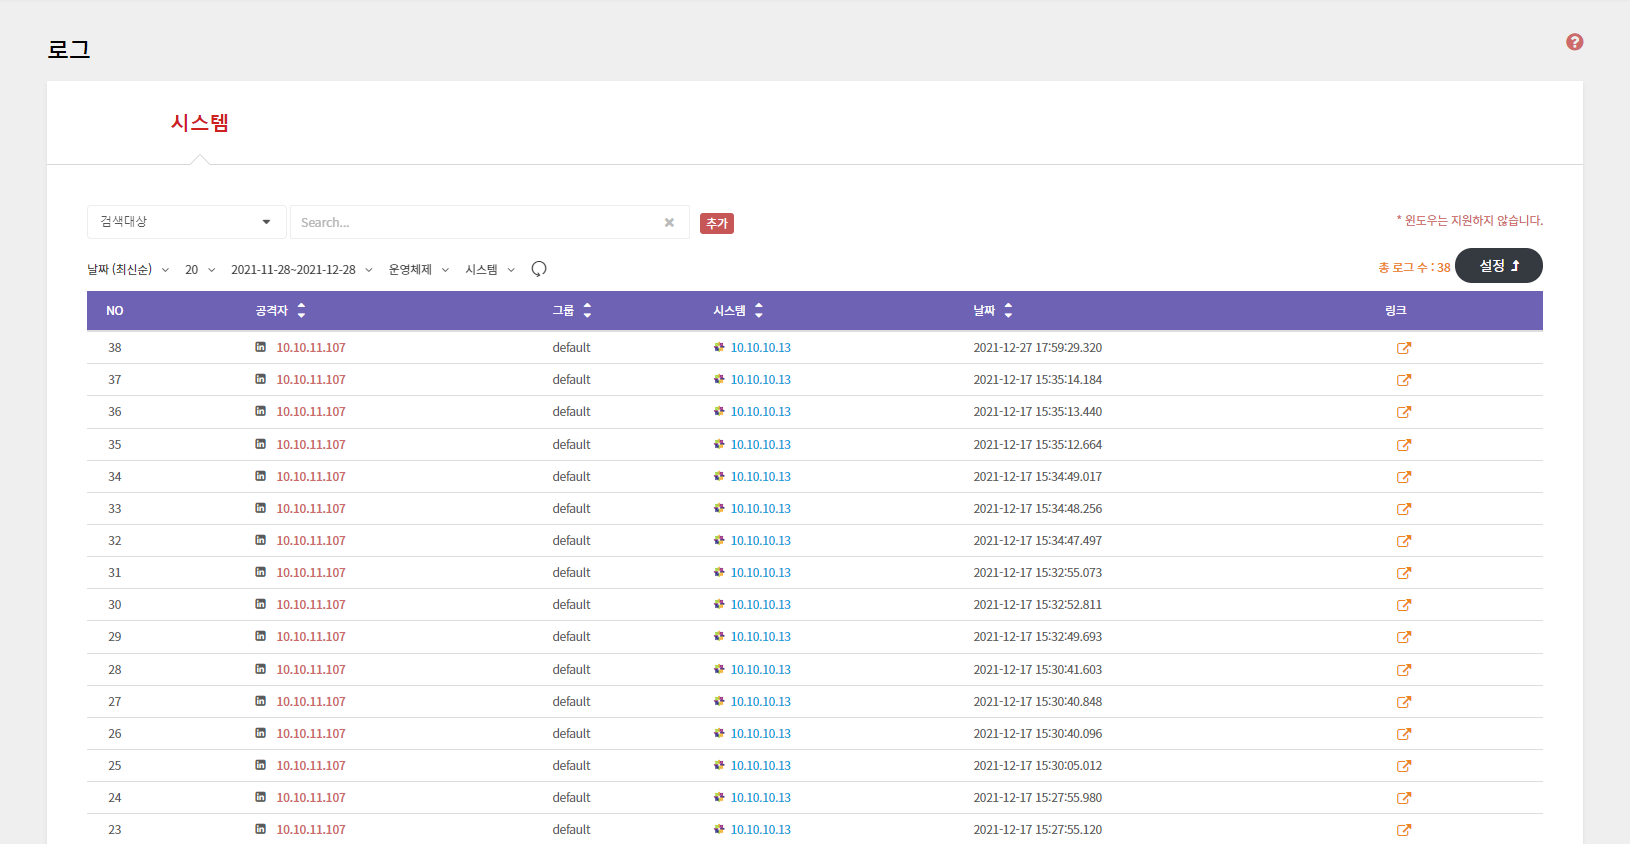 로그
시스템
검색대상 Search... 추가 * 윈도우는 지원하지 않습니다.
날짜 (최신순) 20 2021-11-28~2021-12-28 운영체제 시스템 총 로그 수 : 38 설정
NO 공격자 그룹 시스템 날짜 링크
38 10.10.11.107 default 10.10.10.13 2021-12-27 17:59:29.320
37 10.10.11.107 default 10.10.10.13 2021-12-17 15:35:14.184
36 10.10.11.107 default 10.10.10.13 2021-12-17 15:35:13.440
35 10.10.11.107 default 10.10.10.13 2021-12-17 15:35:12.664
34 10.10.11.107 default 10.10.10.13 2021-12-17 15:34:49.017
33 10.10.11.107 default 10.10.10.13 2021-12-17 15:34:48.256
32 10.10.11.107 default 10.10.10.13 2021-12-17 15:34:47.497
31 10.10.11.107 default 10.10.10.13 2021-12-17 15:32:55.073
30 10.10.11.107 default 10.10.10.13 2021-12-17 15:32:52.811
29 10.10.11.107 default 10.10.10.13 2021-12-17 15:32:49.693
28 10.10.11.107 default 10.10.10.13 2021-12-17 15:30:41.603
27 10.10.11.107 default 10.10.10.13 2021-12-17 15:30:40.848
26 10.10.11.107 default 10.10.10.13 2021-12-17 15:30:40.096
25 10.10.11.107 default 10.10.10.13 2021-12-17 15:30:05.012
24 10.10.11.107 default 10.10.10.13 2021-12-17 15:27:55.980
23 10.10.11.107 default 10.10.10.13 2021-12-17 15:27:55.120